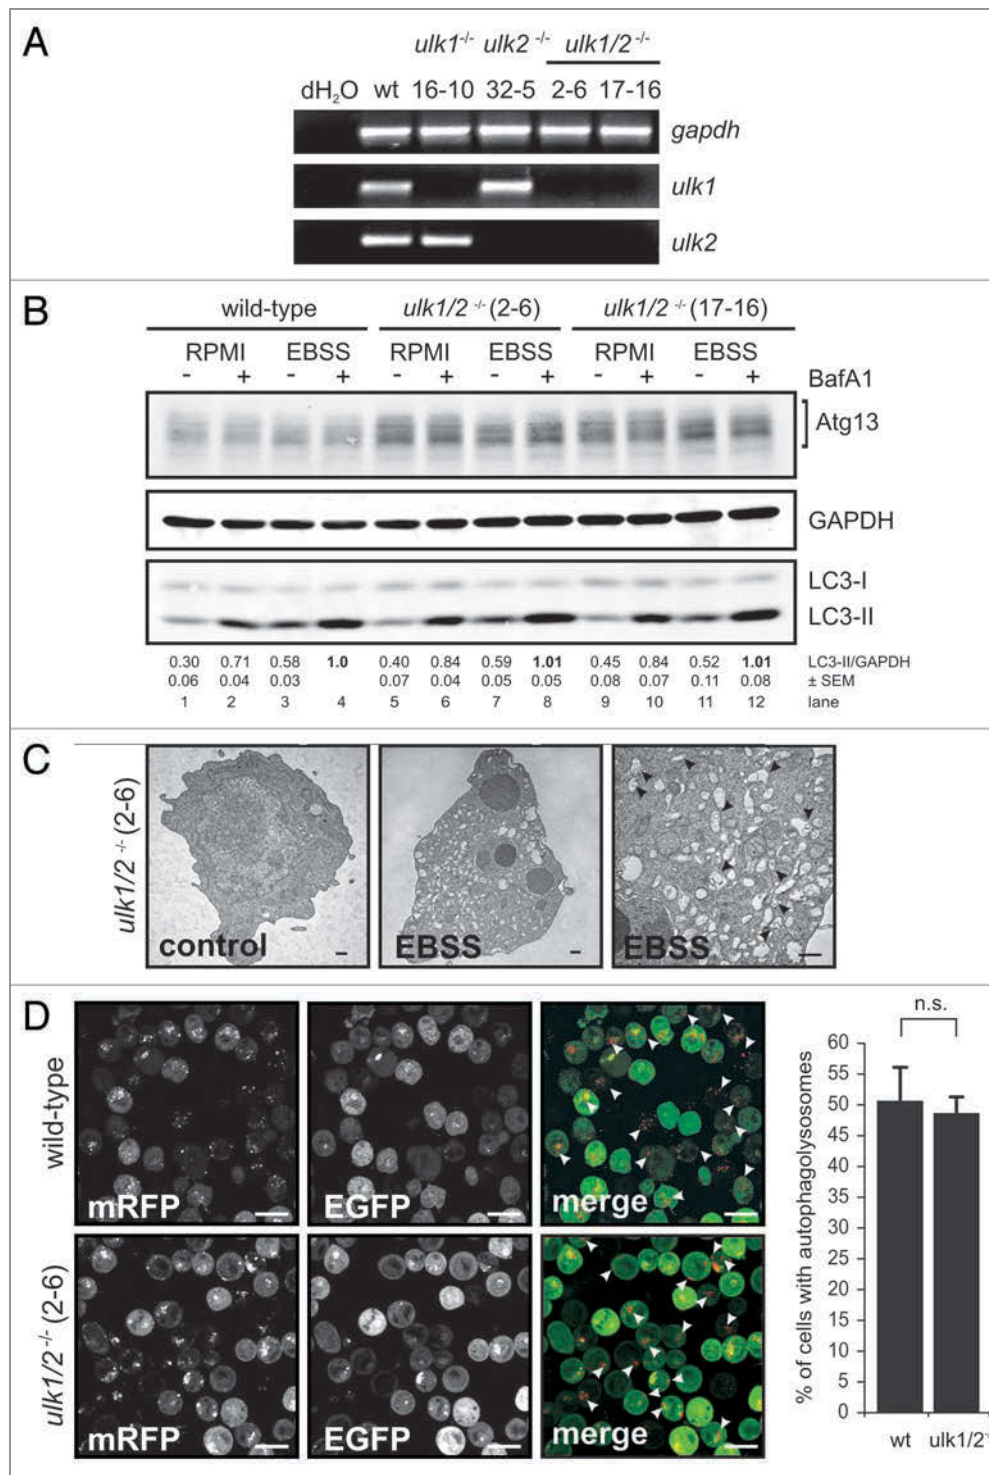 A
ulk1-/- ulk2 -/- ulk1/2 -/-
dH2O wt 16-10 32-5 2-6 17-16
gapdh
ulk1
ulk2
B
wild-type ulk1/2 -/- (2-6) ulk1/2 -/- (17-16)
RPMI EBSS RPMI EBSS RPMI EBSS
- + - + - + - + - + - + BafA1
Atg13
GAPDH
LC3-I
LC3-II
0.30 0.71 0.58 1.0 0.40 0.84 0.59 1.01 0.45 0.84 0.52 1.01 LC3-II/GAPDH
0.06 0.04 0.03 0.07 0.04 0.05 0.05 0.08 0.07 0.11 0.08 ± SEM
1 2 3 4 5 6 7 8 9 10 11 12 lane
C
ulk1/2 -/- (2-6)
control EBSS EBSS
D
wild-type
mRFP EGFP merge
ulk1/2 -/- (2-6)
mRFP EGFP merge
n.s.
% of cells with autophagolysosomes
60
55
50
45
40
35
30
25
20
15
10
5
0
wt ulk1/2-